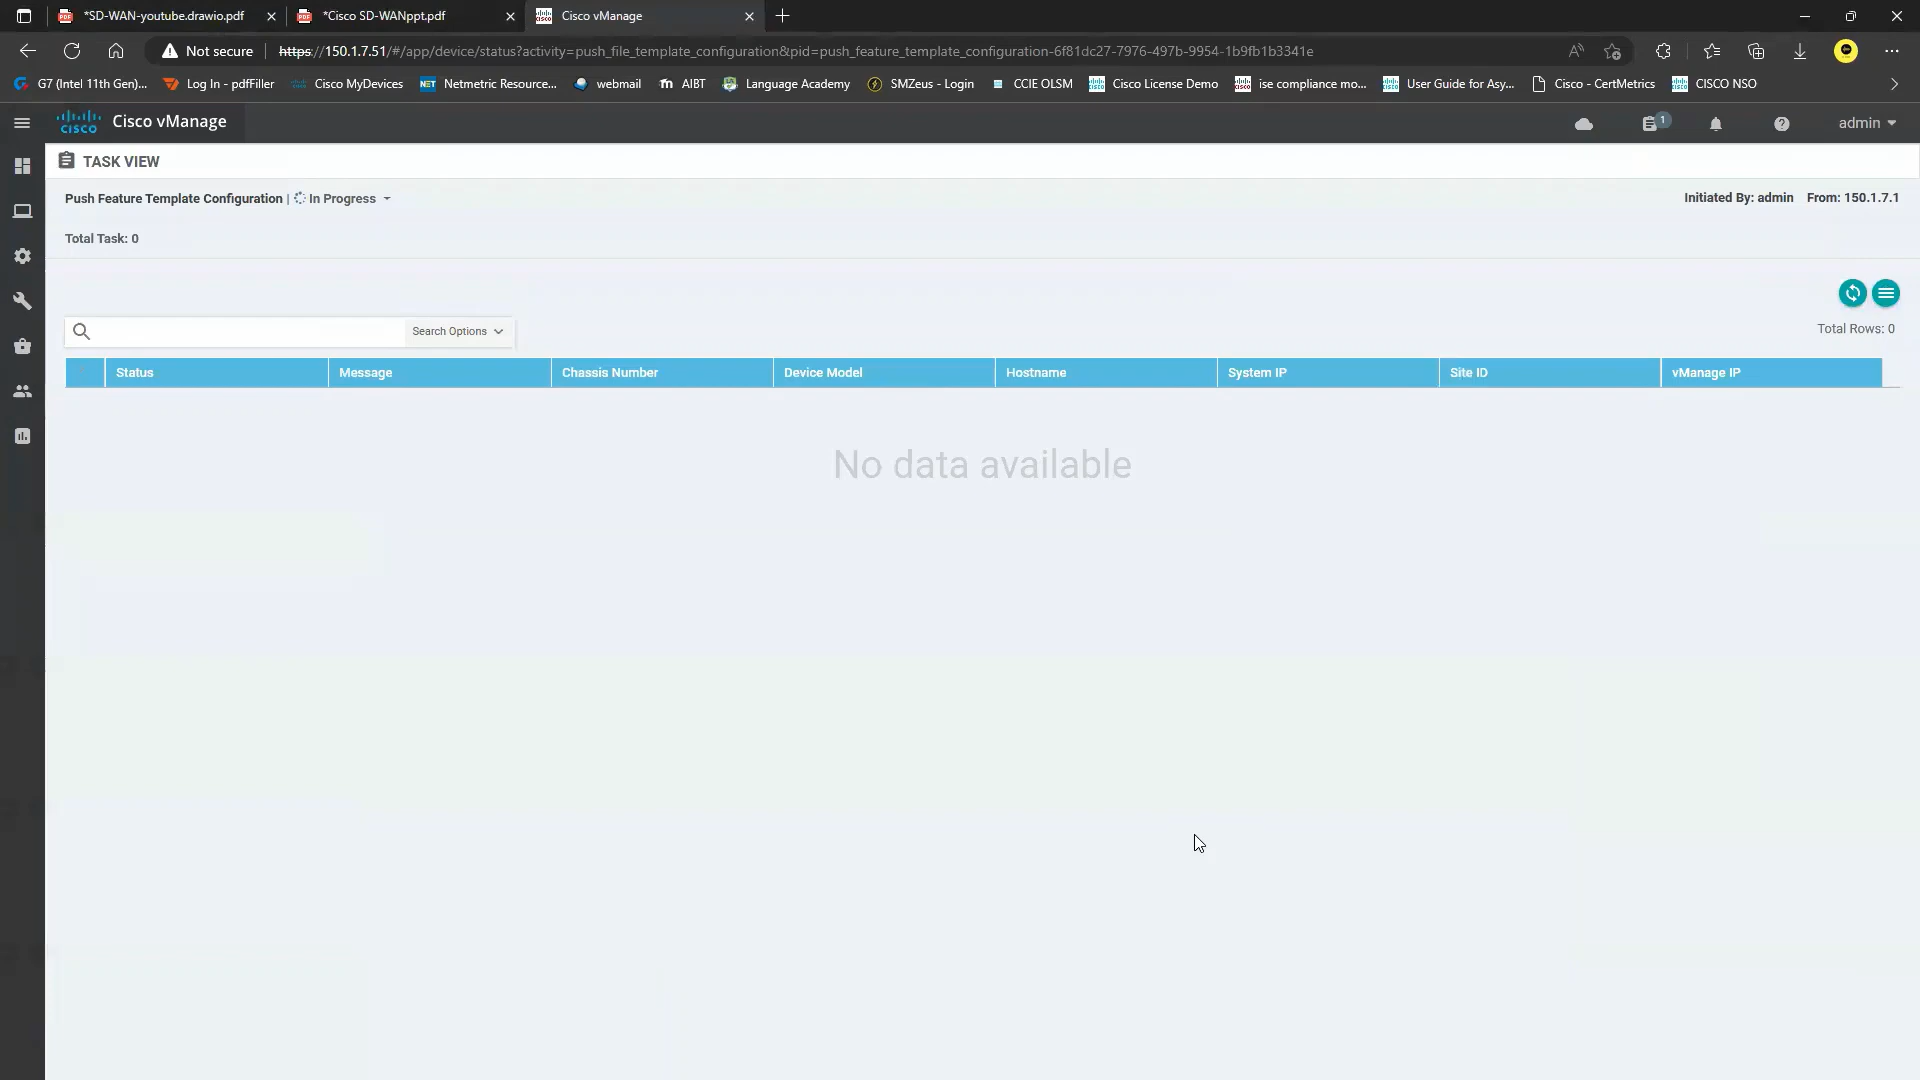 *SD-WAN-youtube.drawio.pdf
*Cisco SD-WANppt.pdf
Cisco vManage
Not secure
https://150.1.7.51/#/app/device/status?activity=push_file_template_configuration&pid=push_feature_template_configuration-6f81dc27-7976-497b-9954-1b9fb1b3341e
G7 (Intel 11th Gen)...
Log In - pdfFiller
Cisco MyDevices
Netmetric Resource...
webmail
AIBT
Language Academy
SMZeus - Login
CCIE OLSM
Cisco License Demo
ise compliance mo...
User Guide for Asy...
Cisco - CertMetrics
CISCO NSO
CISCO
Cisco vManage
1
admin
TASK VIEW
Push Feature Template Configuration | In Progress
Initiated By: admin From: 150.1.7.1
Total Task: 0
Search Options
Total Rows: 0
Status
Message
Chassis Number
Device Model
Hostname
System IP
Site ID
vManage IP
No data available